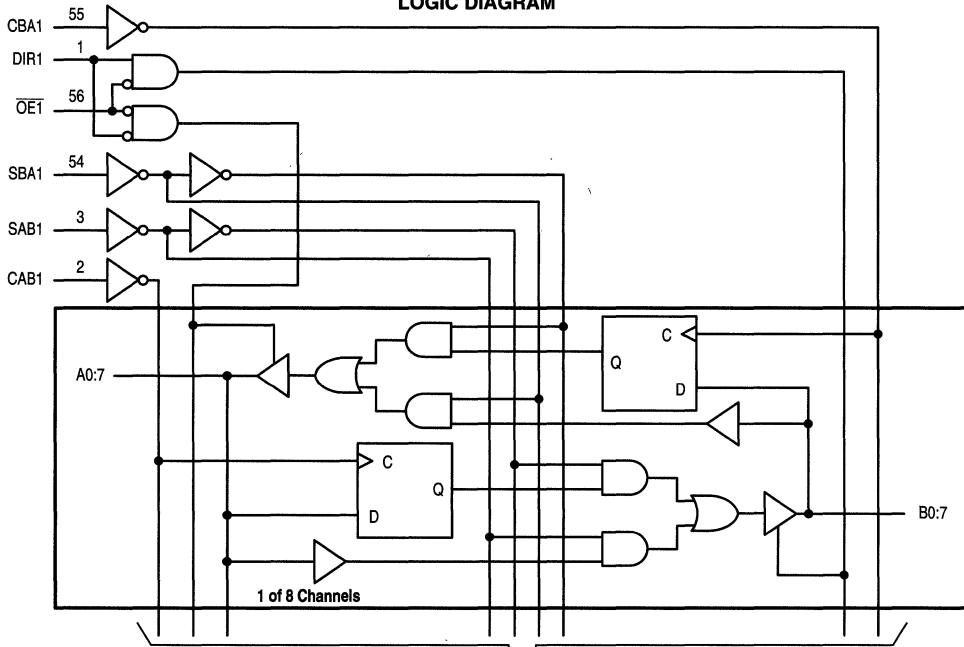 LOGIC DIAGRAM
CBA1 55
DIR1 1
OE1 56
SBA1 54
SAB1 3
CAB1 2
C
Q
D
A0:7
C
Q
D
B0:7
1 of 8 Channels